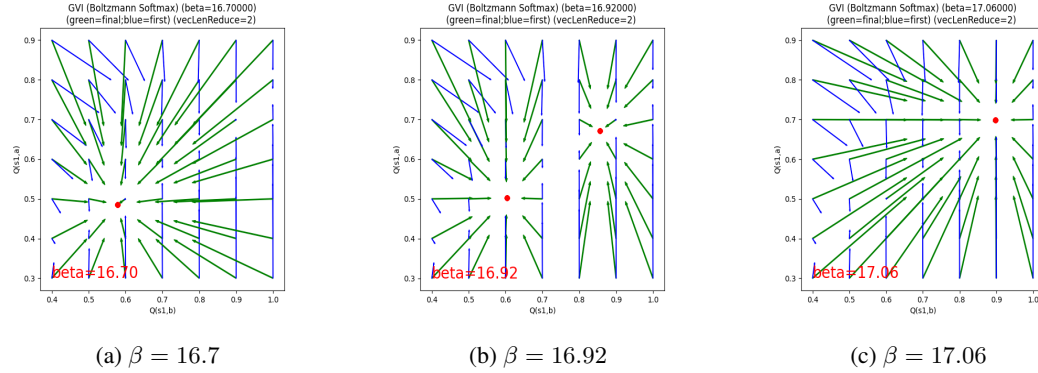 GVI (Boltzmann Softmax) (beta=16.70000)
(green=final;blue=first) (vecLenReduce=2)
0.9
0.8
0.7
0.6
0.5
0.4
0.3
Q(s1,a)
beta=16.70
0.4 0.5 0.6 0.7 0.8 0.9 1.0
Q(s1,b)
(a) β = 16.7
GVI (Boltzmann Softmax) (beta=16.92000)
(green=final;blue=first) (vecLenReduce=2)
0.9
0.8
0.7
0.6
0.5
0.4
0.3
Q(s1,a)
beta=16.92
0.4 0.5 0.6 0.7 0.8 0.9 1.0
Q(s1,b)
(b) β = 16.92
GVI (Boltzmann Softmax) (beta=17.06000)
(green=final;blue=first) (vecLenReduce=2)
0.9
0.8
0.7
0.6
0.5
0.4
0.3
Q(s1,a)
beta=17.06
0.4 0.5 0.6 0.7 0.8 0.9 1.0
Q(s1,b)
(c) β = 17.06